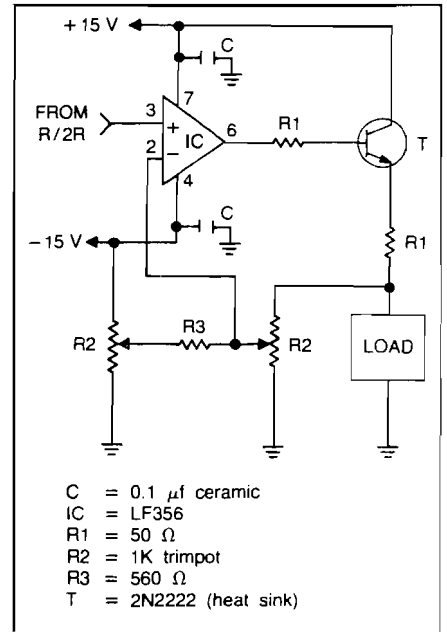 +15 V
C
7
FROM
R/2R
3
+
IC
6
R1
T
2
−
4
C
R1
−15 V
R2
R3
R2
LOAD
C = 0.1 μf ceramic
IC = LF356
R1 = 50 Ω
R2 = 1K trimpot
R3 = 560 Ω
T = 2N2222 (heat sink)